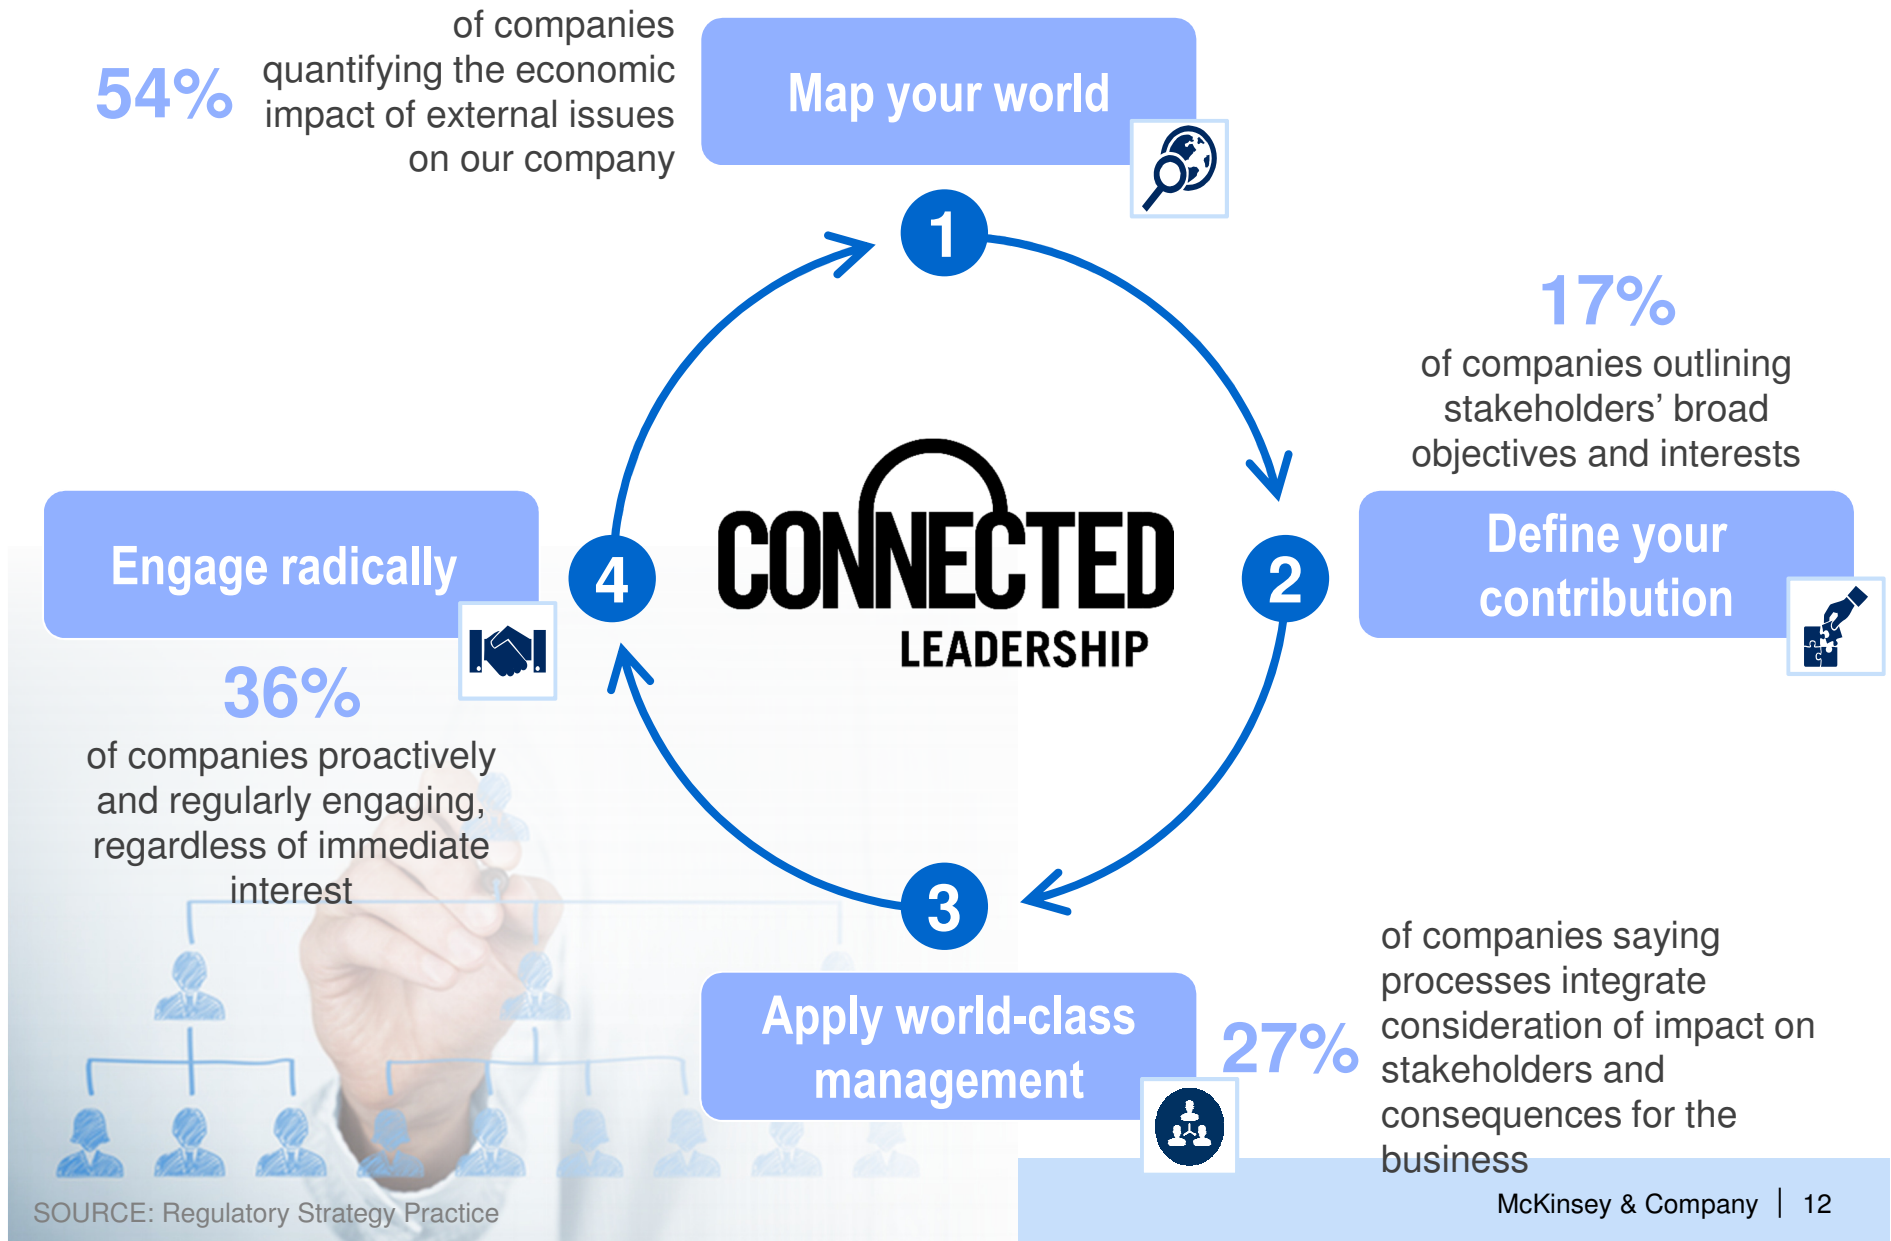 of companies
quantifying the economic
impact of external issues
on our company
54%
Map your world
1
17%
of companies outlining
stakeholders’ broad
objectives and interests
Define your
contribution
2
CONNECTED
LEADERSHIP
Engage radically
4
36%
of companies proactively
and regularly engaging,
regardless of immediate
interest
3
Apply world-class
management
27%
of companies saying
processes integrate
consideration of impact on
stakeholders and
consequences for the
business
SOURCE: Regulatory Strategy Practice
McKinsey & Company | 12